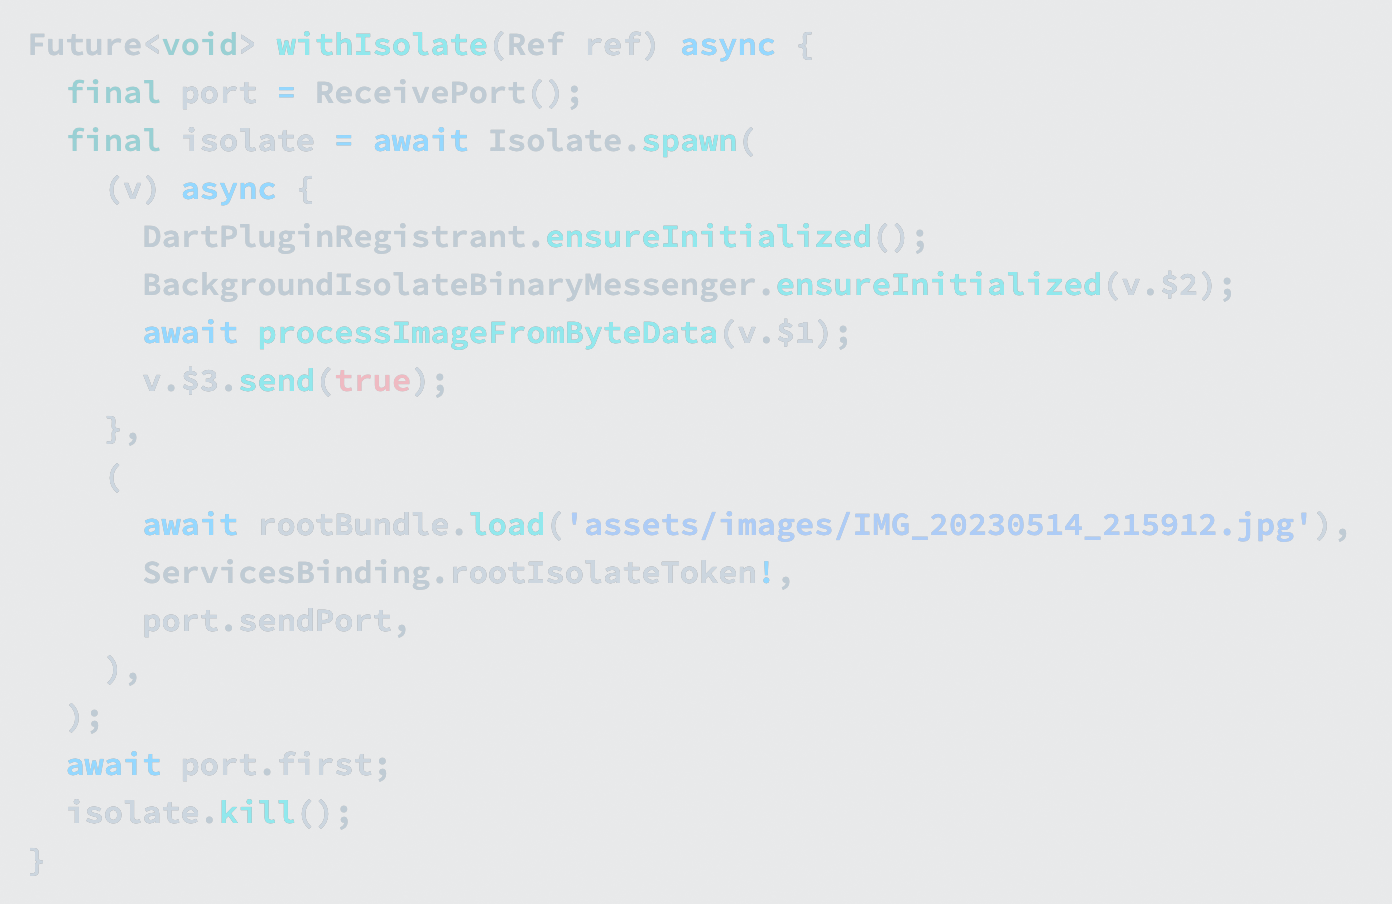 Future<void> withIsolate(Ref ref) async {
  final port = ReceivePort();
  final isolate = await Isolate.spawn(
    (v) async {
      DartPluginRegistrant.ensureInitialized();
      BackgroundIsolateBinaryMessenger.ensureInitialized(v.$2);
      await processImageFromByteData(v.$1);
      v.$3.send(true);
    },
    (
      await rootBundle.load('assets/images/IMG_20230514_215912.jpg'),
      ServicesBinding.rootIsolateToken!,
      port.sendPort,
    ),
  );
  await port.first;
  isolate.kill();
}